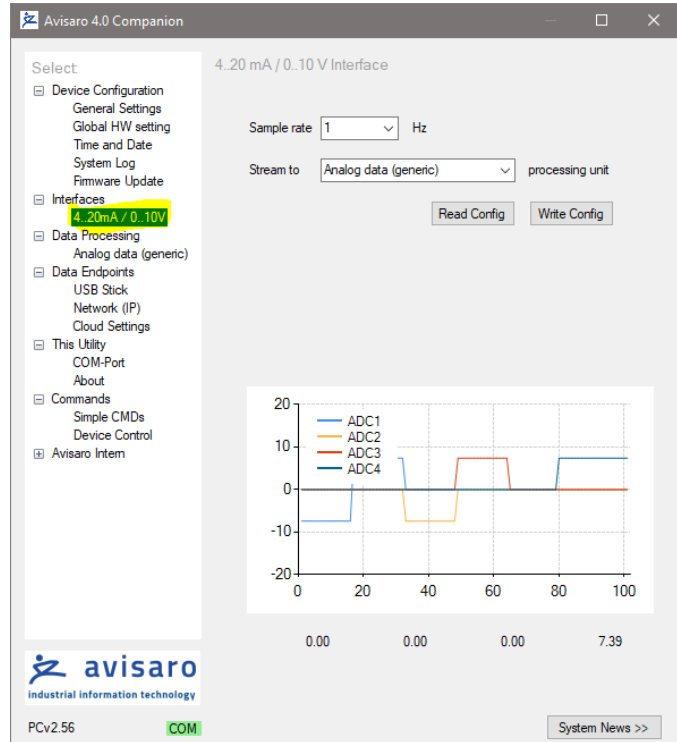 Avisaro 4.0 Companion
Select
Device Configuration
General Settings
Global HW setting
Time and Date
System Log
Firmware Update
Interfaces
4..20mA / 0..10V
Data Processing
Analog data (generic)
Data Endpoints
USB Stick
Network (IP)
Cloud Settings
This Utility
COM-Port
About
Commands
Simple CMDs
Device Control
Avisaro Intern
4..20 mA / 0..10 V Interface
Sample rate 1 Hz
Stream to Analog data (generic) processing unit
Read Config Write Config
20
10
0
-10
-20
ADC1
ADC2
ADC3
ADC4
0 20 40 60 80 100
0.00 0.00 0.00 7.39
avisaro
industrial information technology
PCv2.56 COM
System News >>